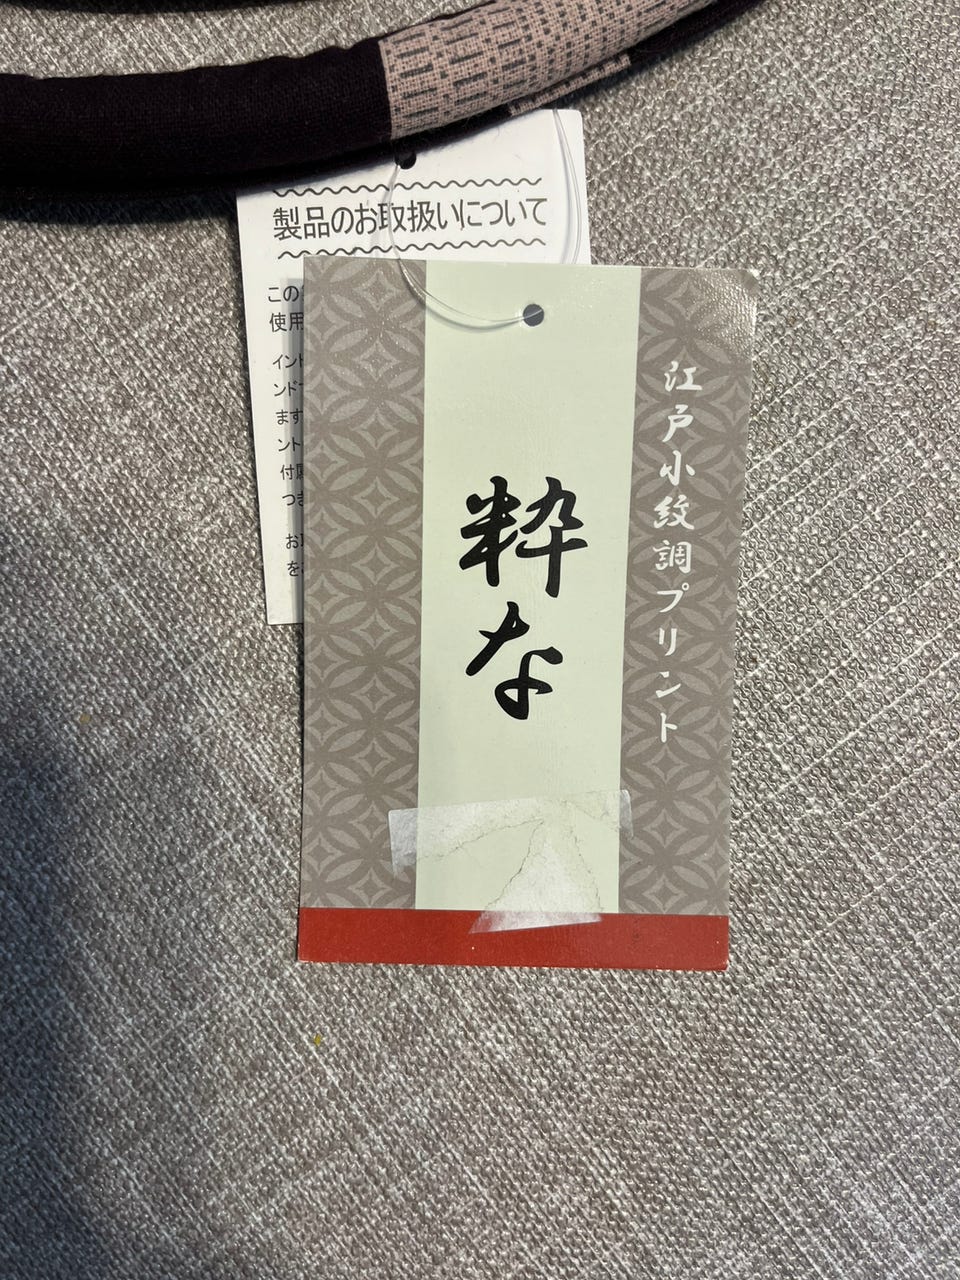 製品のお取扱いについて
この
使用
イント
ンド
ます
ント
付属
つき
お
を
江戸小紋調プリント
粋な